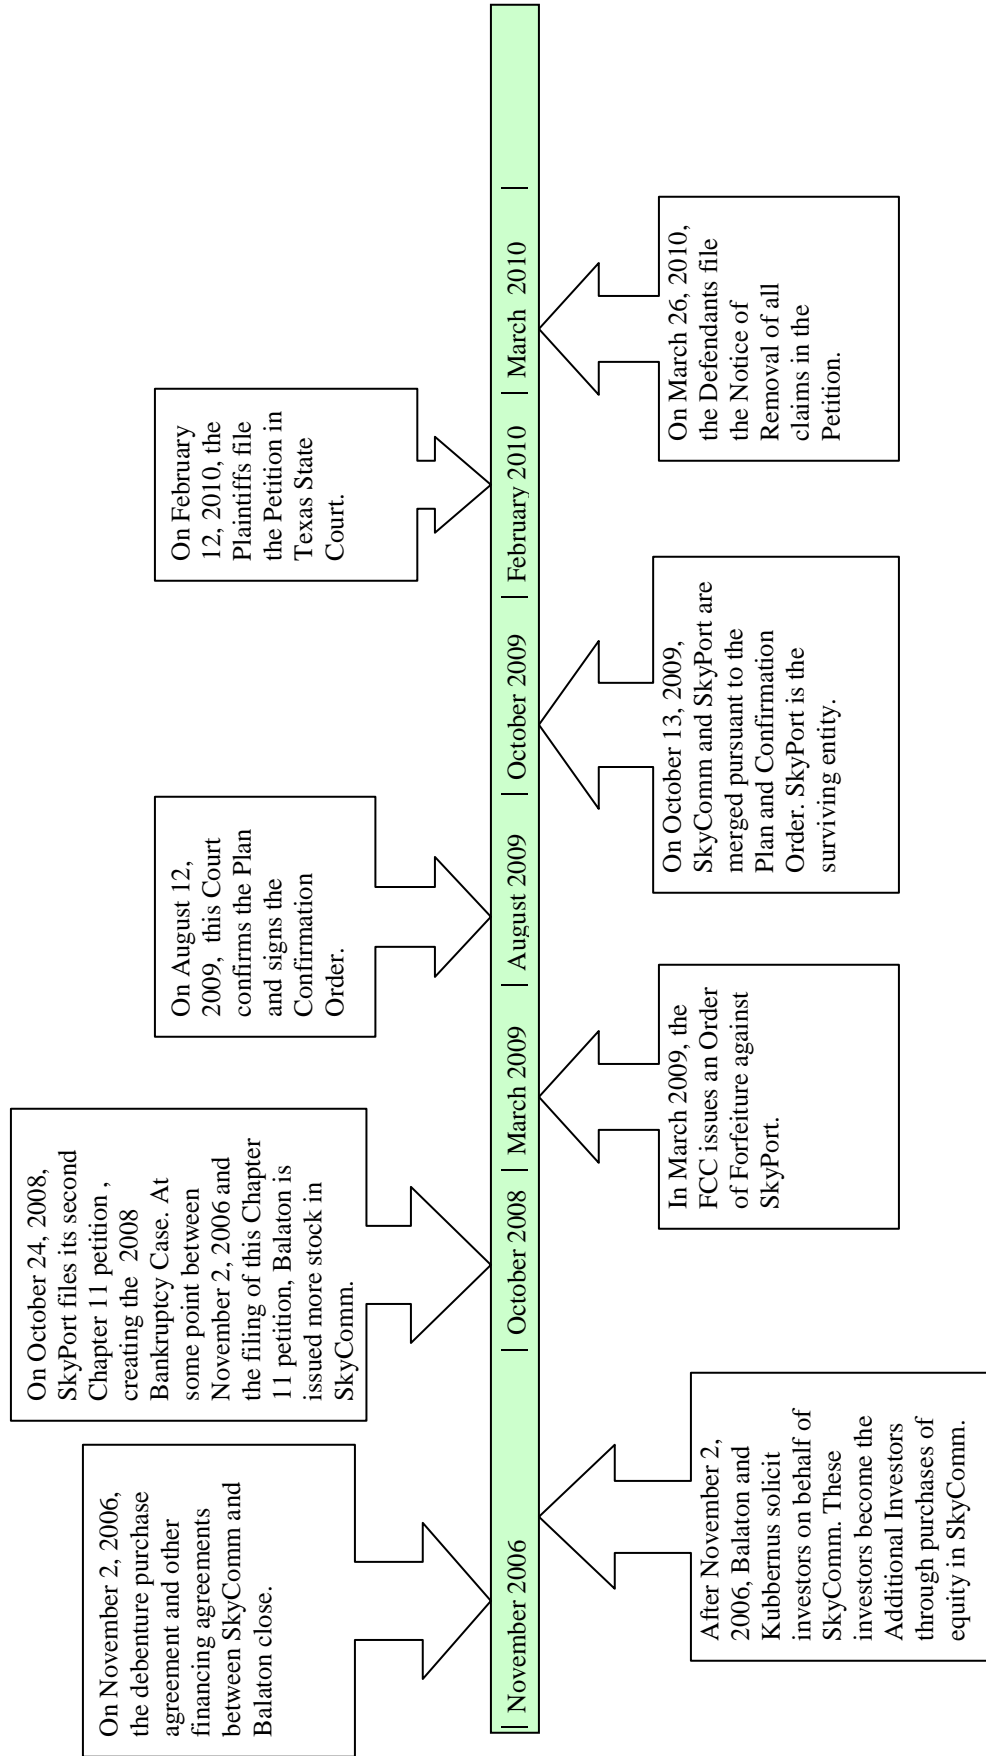 On November 2, 2006,
the debenture purchase
agreement and other
financing agreements
between SkyComm and
Balaton close.
On October 24, 2008,
SkyPort files its second
Chapter 11 petition ,
creating the 2008
Bankruptcy Case. At
some point between
November 2, 2006 and
the filing of this Chapter
11 petition, Balaton is
issued more stock in
SkyComm.
On August 12,
2009, this Court
confirms the Plan
and signs the
Confirmation
Order.
On February
12, 2010, the
Plaintiffs file
the Petition in
Texas State
Court.
| November 2006 | October 2008 | March 2009 | August 2009 | October 2009 | February 2010 | March 2010 |
After November 2,
2006, Balaton and
Kubbernus solicit
investors on behalf of
SkyComm. These
investors become the
Additional Investors
through purchases of
equity in SkyComm.
In March 2009, the
FCC issues an Order
of Forfeiture against
SkyPort.
On October 13, 2009,
SkyComm and SkyPort are
merged pursuant to the
Plan and Confirmation
Order. SkyPort is the
surviving entity.
On March 26, 2010,
the Defendants file
the Notice of
Removal of all
claims in the
Petition.